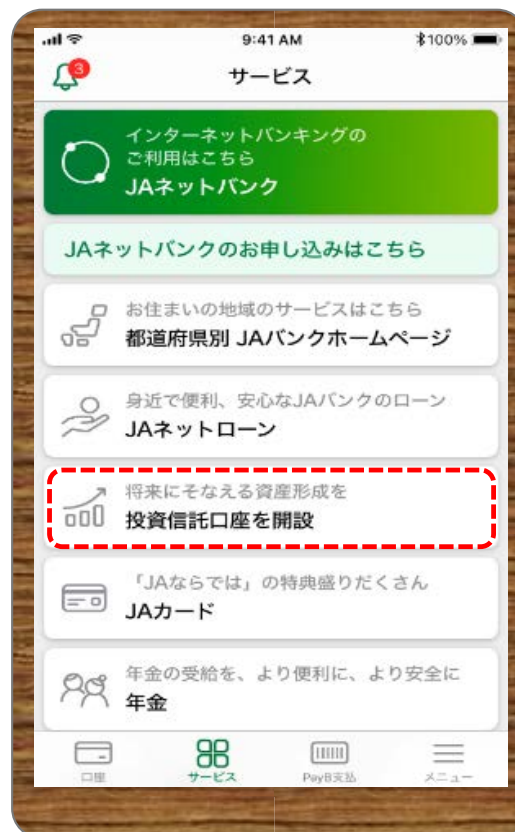 9:41 AM
100%
3
サービス
インターネットバンキングの
ご利用はこちら
JAネットバンク
JAネットバンクのお申し込みはこちら
お住まいの地域のサービスはこちら
都道府県別 JAバンクホームページ
身近で便利、安心なJAバンクのローン
JAネットローン
将来にそなえる資産形成を
投資信託口座を開設
「JAならでは」の特典盛りだくさん
JAカード
年金の受給を、より便利に、より安全に
年金
口座
サービス
PayB支払
メニュー